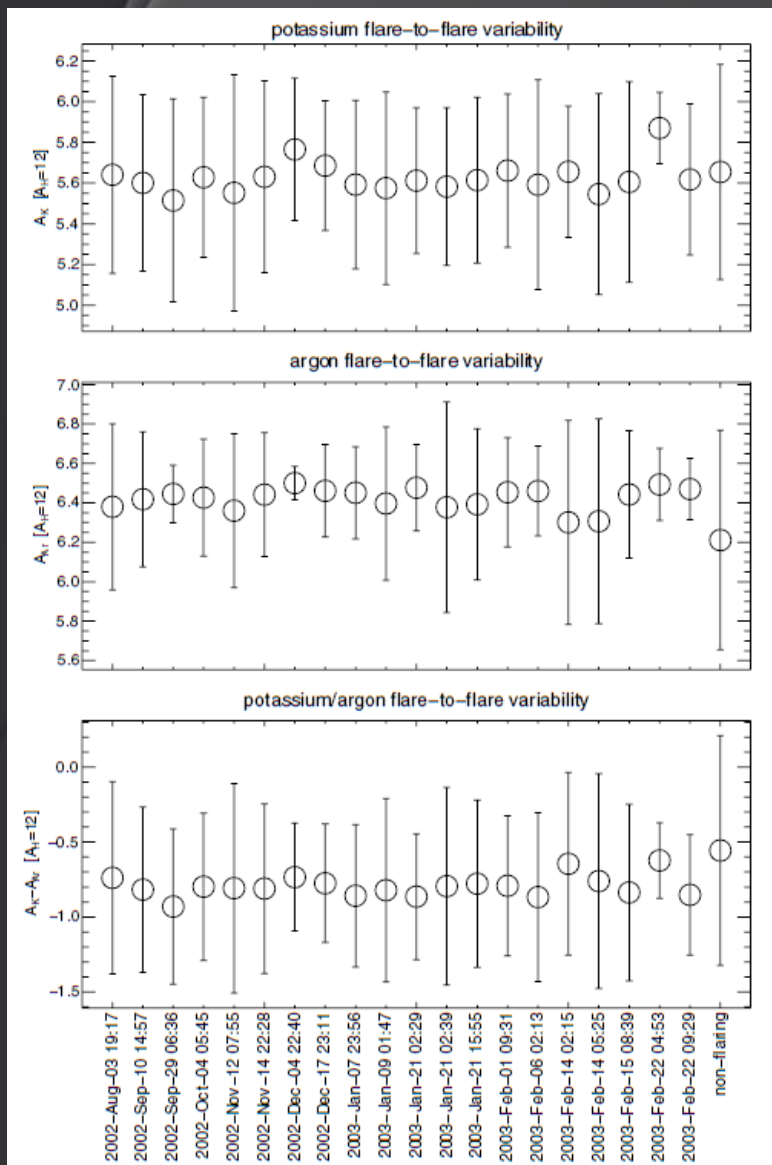 potassium flare-to-flare variability
6.2
6.0
5.8
5.6
5.4
5.2
5.0
A_K [A_H=12]
argon flare-to-flare variability
7.0
6.8
6.6
6.4
6.2
6.0
5.8
5.6
A_Ar [A_H=12]
potassium/argon flare-to-flare variability
0.0
-0.5
-1.0
-1.5
A_K-A_Ar [A_H=12]
2002-Aug-03 19:17
2002-Sep-10 14:57
2002-Sep-29 06:36
2002-Oct-04 05:45
2002-Nov-12 07:55
2002-Nov-14 22:28
2002-Dec-04 22:40
2002-Dec-17 23:11
2003-Jan-07 23:56
2003-Jan-09 01:47
2003-Jan-21 02:29
2003-Jan-21 02:39
2003-Jan-21 15:55
2003-Feb-01 09:31
2003-Feb-06 02:13
2003-Feb-14 02:15
2003-Feb-14 05:25
2003-Feb-15 08:39
2003-Feb-22 04:53
2003-Feb-22 09:29
non-flaring